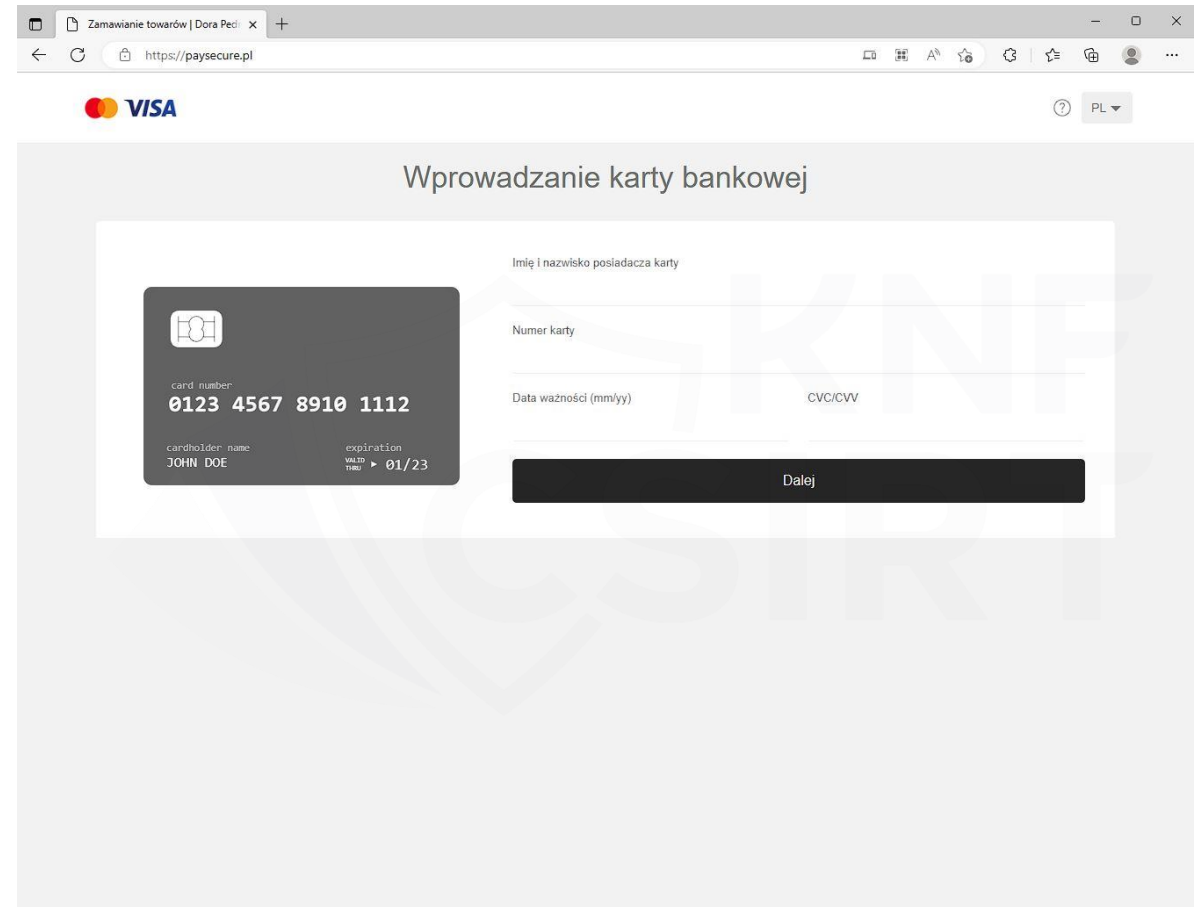 Zamawianie towarów | Dora Ped
https://paysecure.pl
VISA
PL
Wprowadzanie karty bankowej
Imię i nazwisko posiadacza karty
Numer karty
card number
0123 4567 8910 1112
Data ważności (mm/yy) CVC/CVV
cardholder name expiration
JOHN DOE VALID THRU 01/23
Dalej
KNF
CSIRT